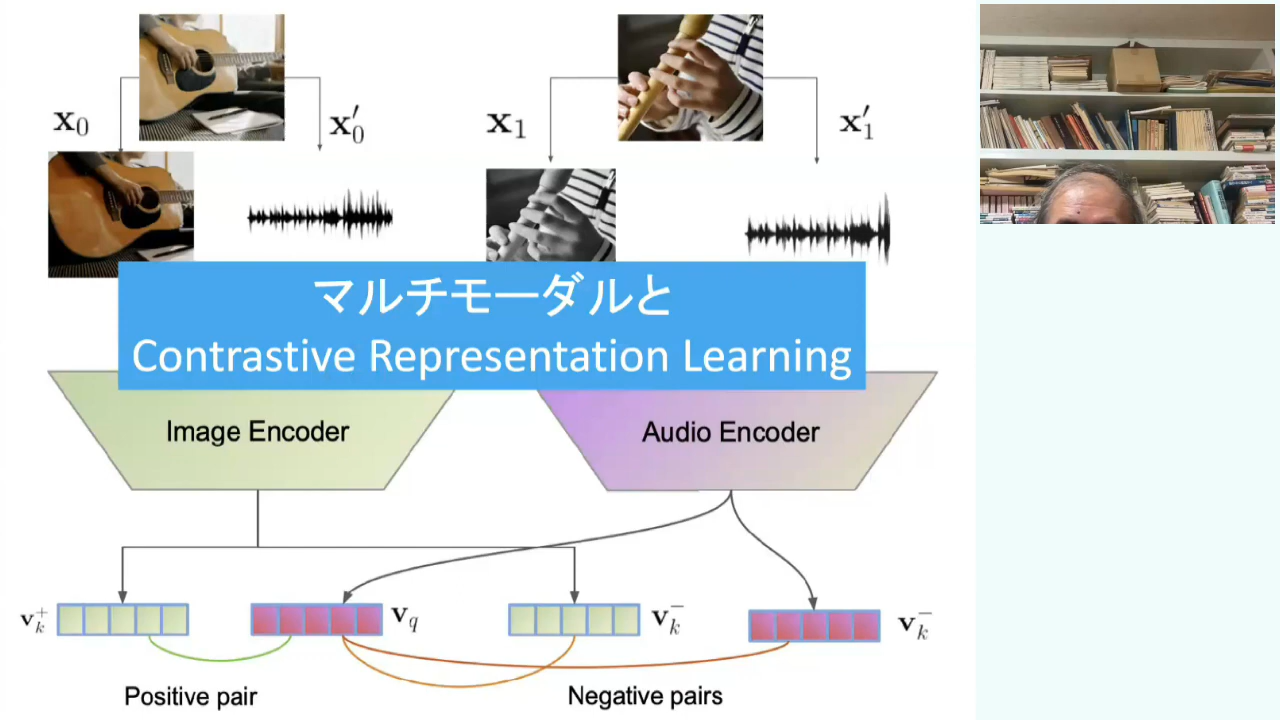 x₀
x′₀
x₁
x′₁
マルチモーダルと
Contrastive Representation Learning
Image Encoder
Audio Encoder
v⁺ₖ
v_q
v⁻ₖ
v⁻ₖ
Positive pair
Negative pairs